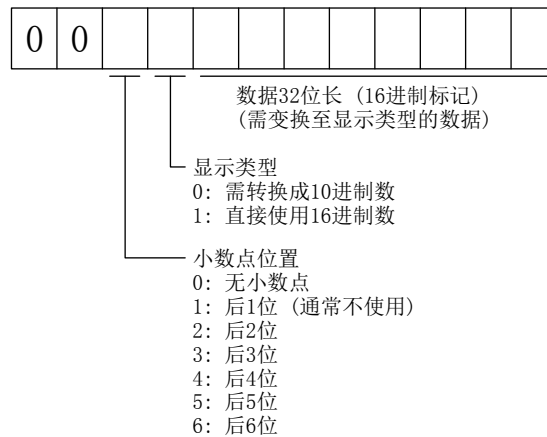 0 0
数据32位长 (16进制标记)
(需变换至显示类型的数据)
显示类型
0: 需转换成10进制数
1: 直接使用16进制数
小数点位置
0: 无小数点
1: 后1位 (通常不使用)
2: 后2位
3: 后3位
4: 后4位
5: 后5位
6: 后6位